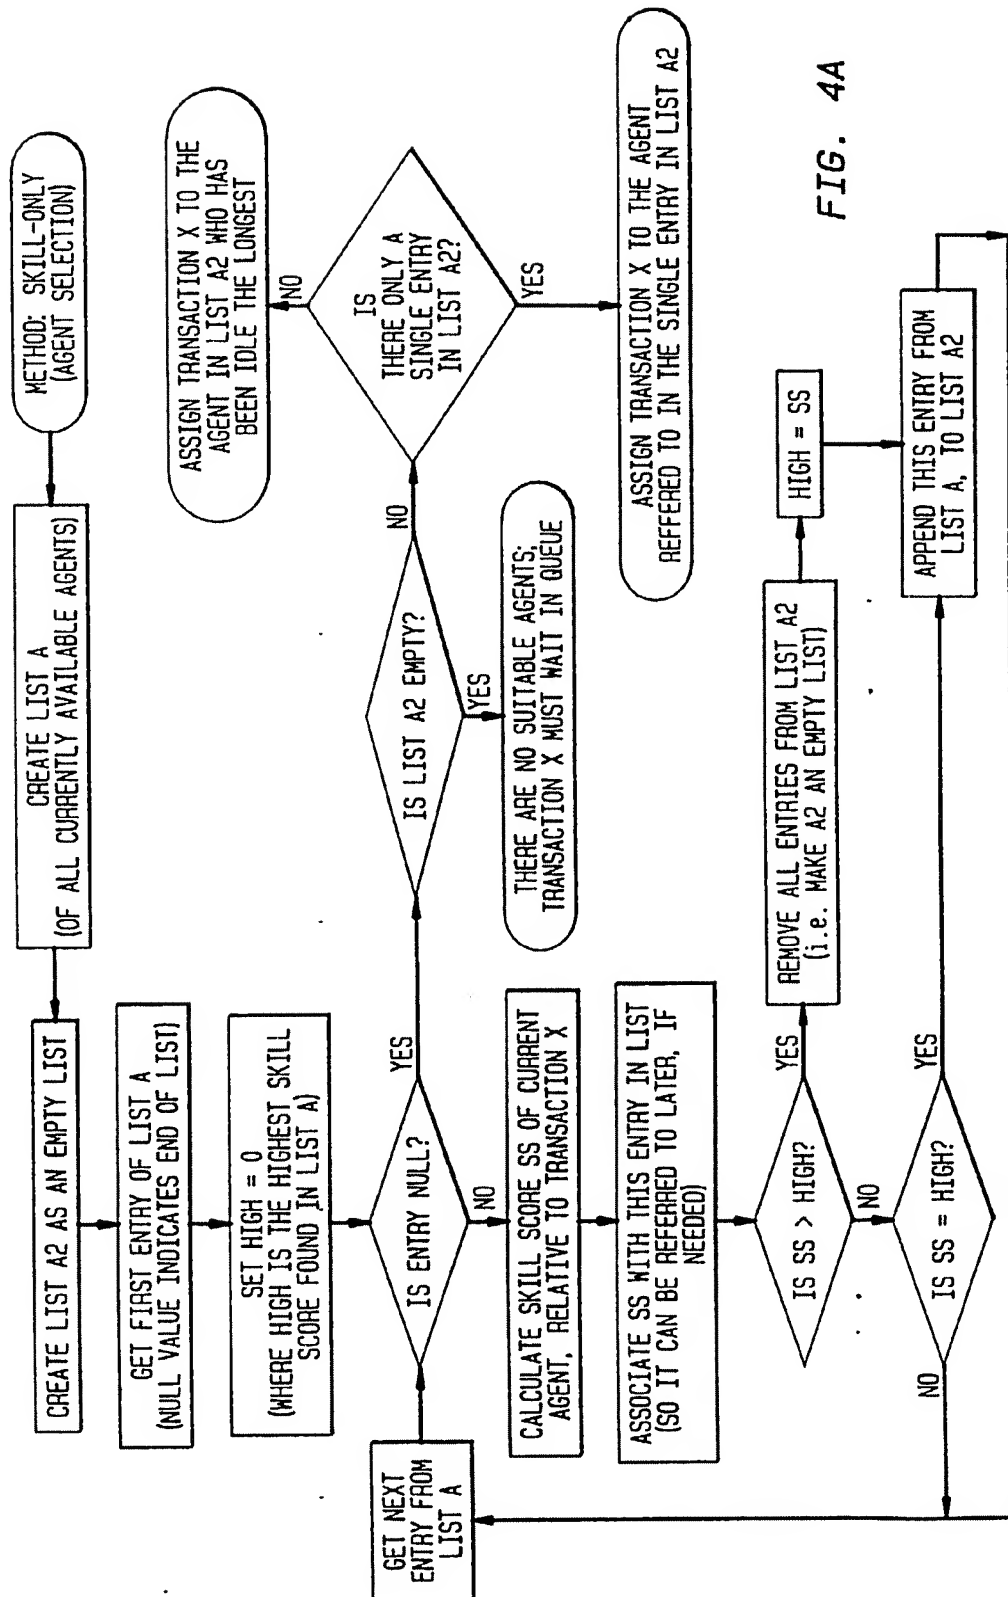 METHOD: SKILL-ONLY
(AGENT SELECTION)
CREATE LIST A
(OF ALL CURRENTLY AVAILABLE AGENTS)
CREATE LIST A2 AS AN EMPTY LIST
GET FIRST ENTRY OF LIST A
(NULL VALUE INDICATES END OF LIST)
SET HIGH = 0
(WHERE HIGH IS THE HIGHEST SKILL
SCORE FOUND IN LIST A)
GET NEXT
ENTRY FROM
LIST A
IS ENTRY NULL?
YES
NO
IS LIST A2 EMPTY?
NO
YES
IS
THERE ONLY A
SINGLE ENTRY
IN LIST A2?
NO
YES
ASSIGN TRANSACTION X TO THE
AGENT IN LIST A2 WHO HAS
BEEN IDLE THE LONGEST
THERE ARE NO SUITABLE AGENTS;
TRANSACTION X MUST WAIT IN QUEUE
ASSIGN TRANSACTION X TO THE AGENT
REFFERED TO IN THE SINGLE ENTRY IN LIST A2
CALCULATE SKILL SCORE SS OF CURRENT
AGENT, RELATIVE TO TRANSACTION X
ASSOCIATE SS WITH THIS ENTRY IN LIST
(SO IT CAN BE REFERRED TO LATER, IF
NEEDED)
IS SS > HIGH?
YES
NO
REMOVE ALL ENTRIES FROM LIST A2
(i.e. MAKE A2 AN EMPTY LIST)
HIGH = SS
IS SS = HIGH?
YES
NO
APPEND THIS ENTRY FROM
LIST A, TO LIST A2
FIG. 4A